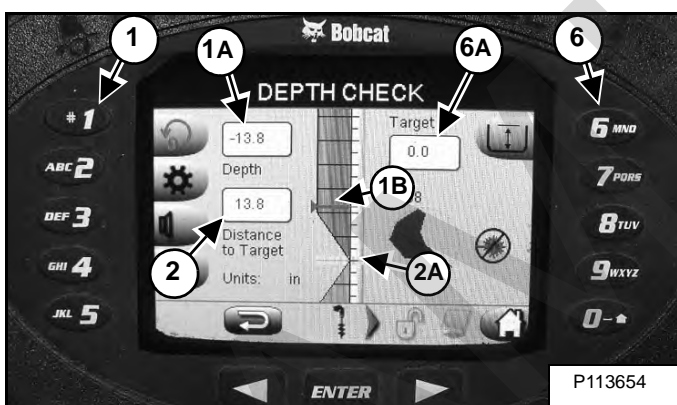 Bobcat
1
1A
6A
6
DEPTH CHECK
# 1
-13.8
Target
0.0
6 MNO
ABC 2
Depth
1B
7 PQRS
DEF 3
13.8
8
8 TUV
Distance
to Target
2
2A
GHI 4
Units: in
9 WXYZ
JKL 5
0-
ENTER
P113654